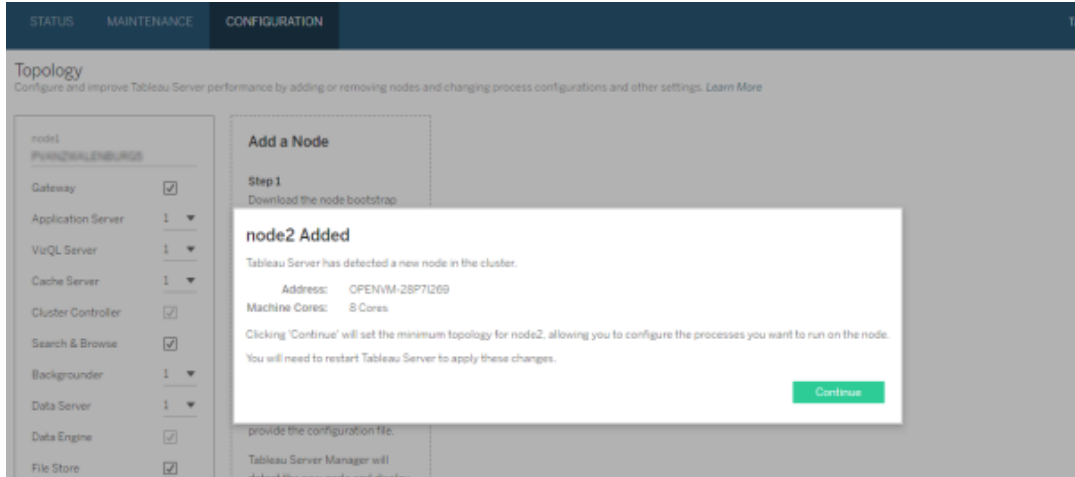 STATUS MAINTENANCE CONFIGURATION
Topology
Configure and improve Tableau Server performance by adding or removing nodes and changing process configurations and other settings. Learn More
node1
Gateway
Application Server 1
VizQL Server 1
Cache Server 1
Cluster Controller
Search & Browse
Backgrounder 1
Data Server 1
Data Engine
File Store
Add a Node
Step 1
Download the node bootstrap
node2 Added
Tableau Server has detected a new node in the cluster.
Address: OPENVM-28P7I269
Machine Cores: 8 Cores
Clicking 'Continue' will set the minimum topology for node2, allowing you to configure the processes you want to run on the node.
You will need to restart Tableau Server to apply these changes.
Continue
provide the configuration file.
Tableau Server Manager will